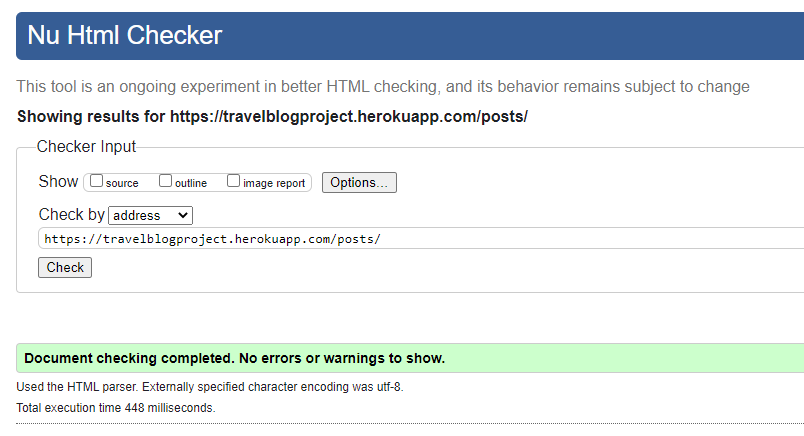 Nu Html Checker
This tool is an ongoing experiment in better HTML checking, and its behavior remains subject to change
Showing results for https://travelblogproject.herokuapp.com/posts/
Checker Input
Show source outline image report Options...
Check by address
https://travelblogproject.herokuapp.com/posts/
Check
Document checking completed. No errors or warnings to show.
Used the HTML parser. Externally specified character encoding was utf-8.
Total execution time 448 milliseconds.